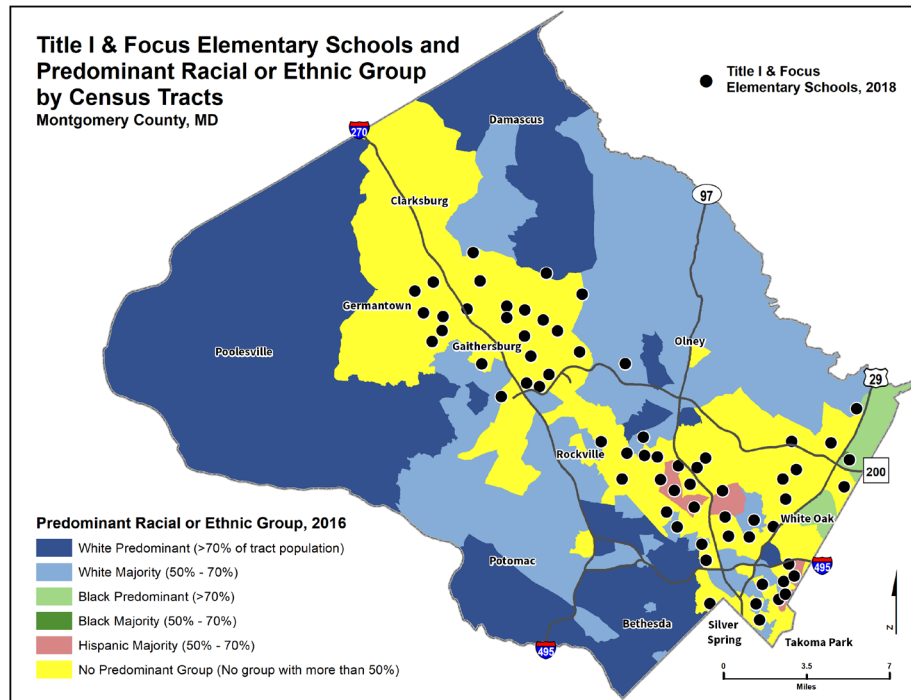 Title I & Focus Elementary Schools and
Predominant Racial or Ethnic Group
by Census Tracts
Montgomery County, MD
Title I & Focus
Elementary Schools, 2018
270
Damascus
97
Clarksburg
Germantown
Gaithersburg
Poolesville
Olney
29
Rockville
200
White Oak
Potomac
495
Bethesda
495
Silver
Spring
Takoma Park
Predominant Racial or Ethnic Group, 2016
White Predominant (>70% of tract population)
White Majority (50% - 70%)
Black Predominant (>70%)
Black Majority (50% - 70%)
Hispanic Majority (50% - 70%)
No Predominant Group (No group with more than 50%)
N
0 3.5 7
Miles